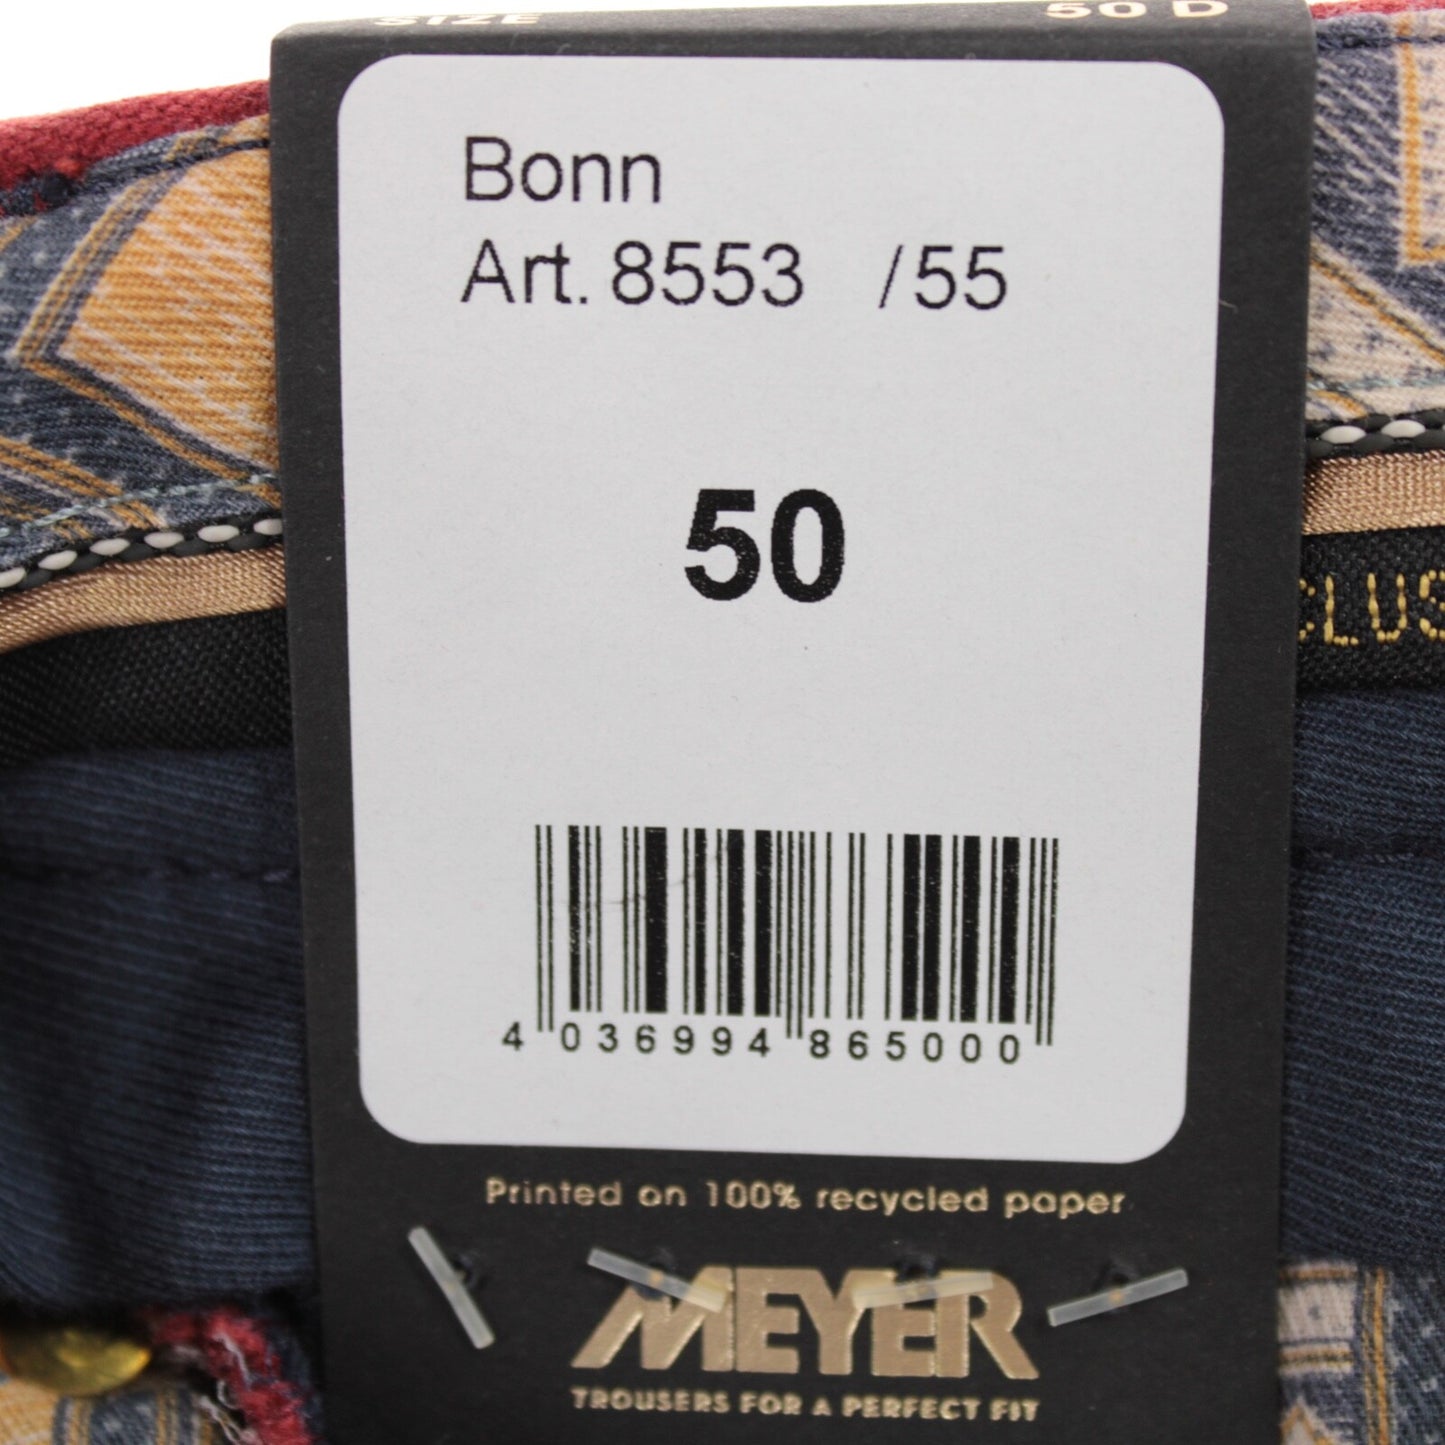 SIZE 50 D
Bonn
Art. 8553 /55
50
4 036994 865000
CLUS
Printed on 100% recycled paper
MEYER
TROUSERS FOR A PERFECT FIT